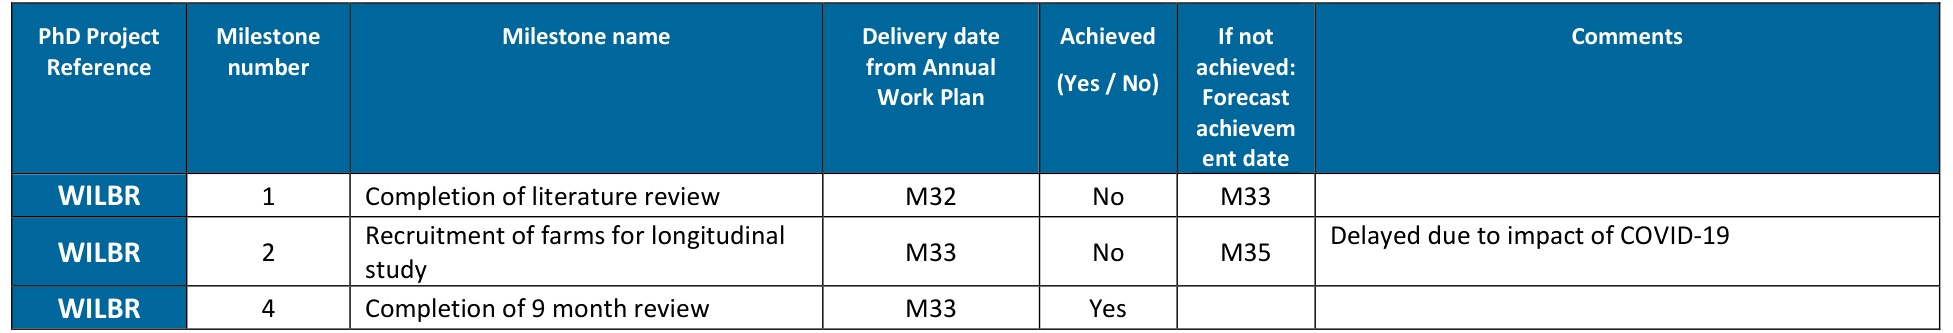 PhD Project
Reference
Milestone
number
Milestone name
Delivery date
from Annual
Work Plan
Achieved
(Yes / No)
If not
achieved:
Forecast
achievem
ent date
Comments
WILBR
1
Completion of literature review
M32
No
M33
WILBR
2
Recruitment of farms for longitudinal
study
M33
No
M35
Delayed due to impact of COVID-19
WILBR
4
Completion of 9 month review
M33
Yes